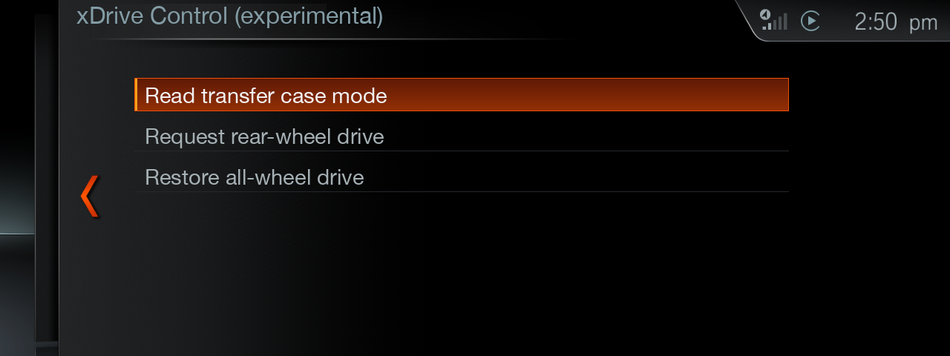 xDrive Control (experimental)
2:50 pm
Read transfer case mode
Request rear-wheel drive
Restore all-wheel drive